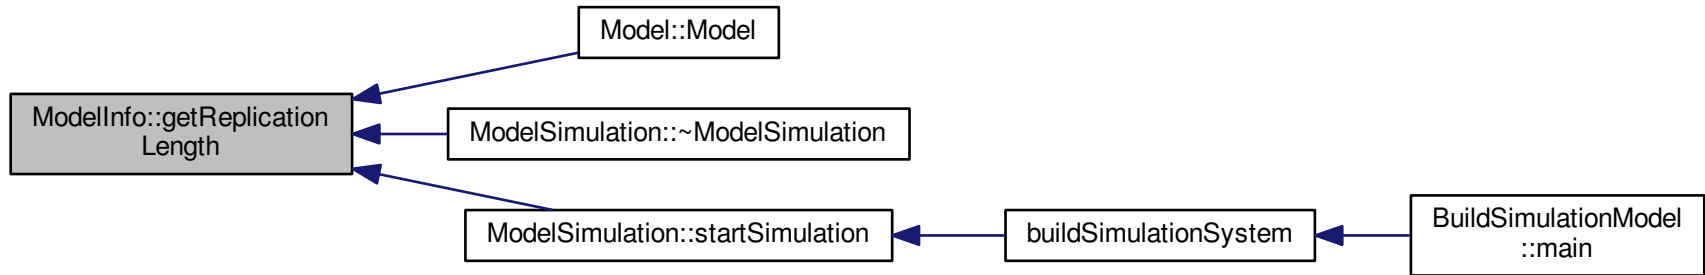 Model::Model
ModelInfo::getReplication
Length
ModelSimulation::~ModelSimulation
ModelSimulation::startSimulation
buildSimulationSystem
BuildSimulationModel
::main